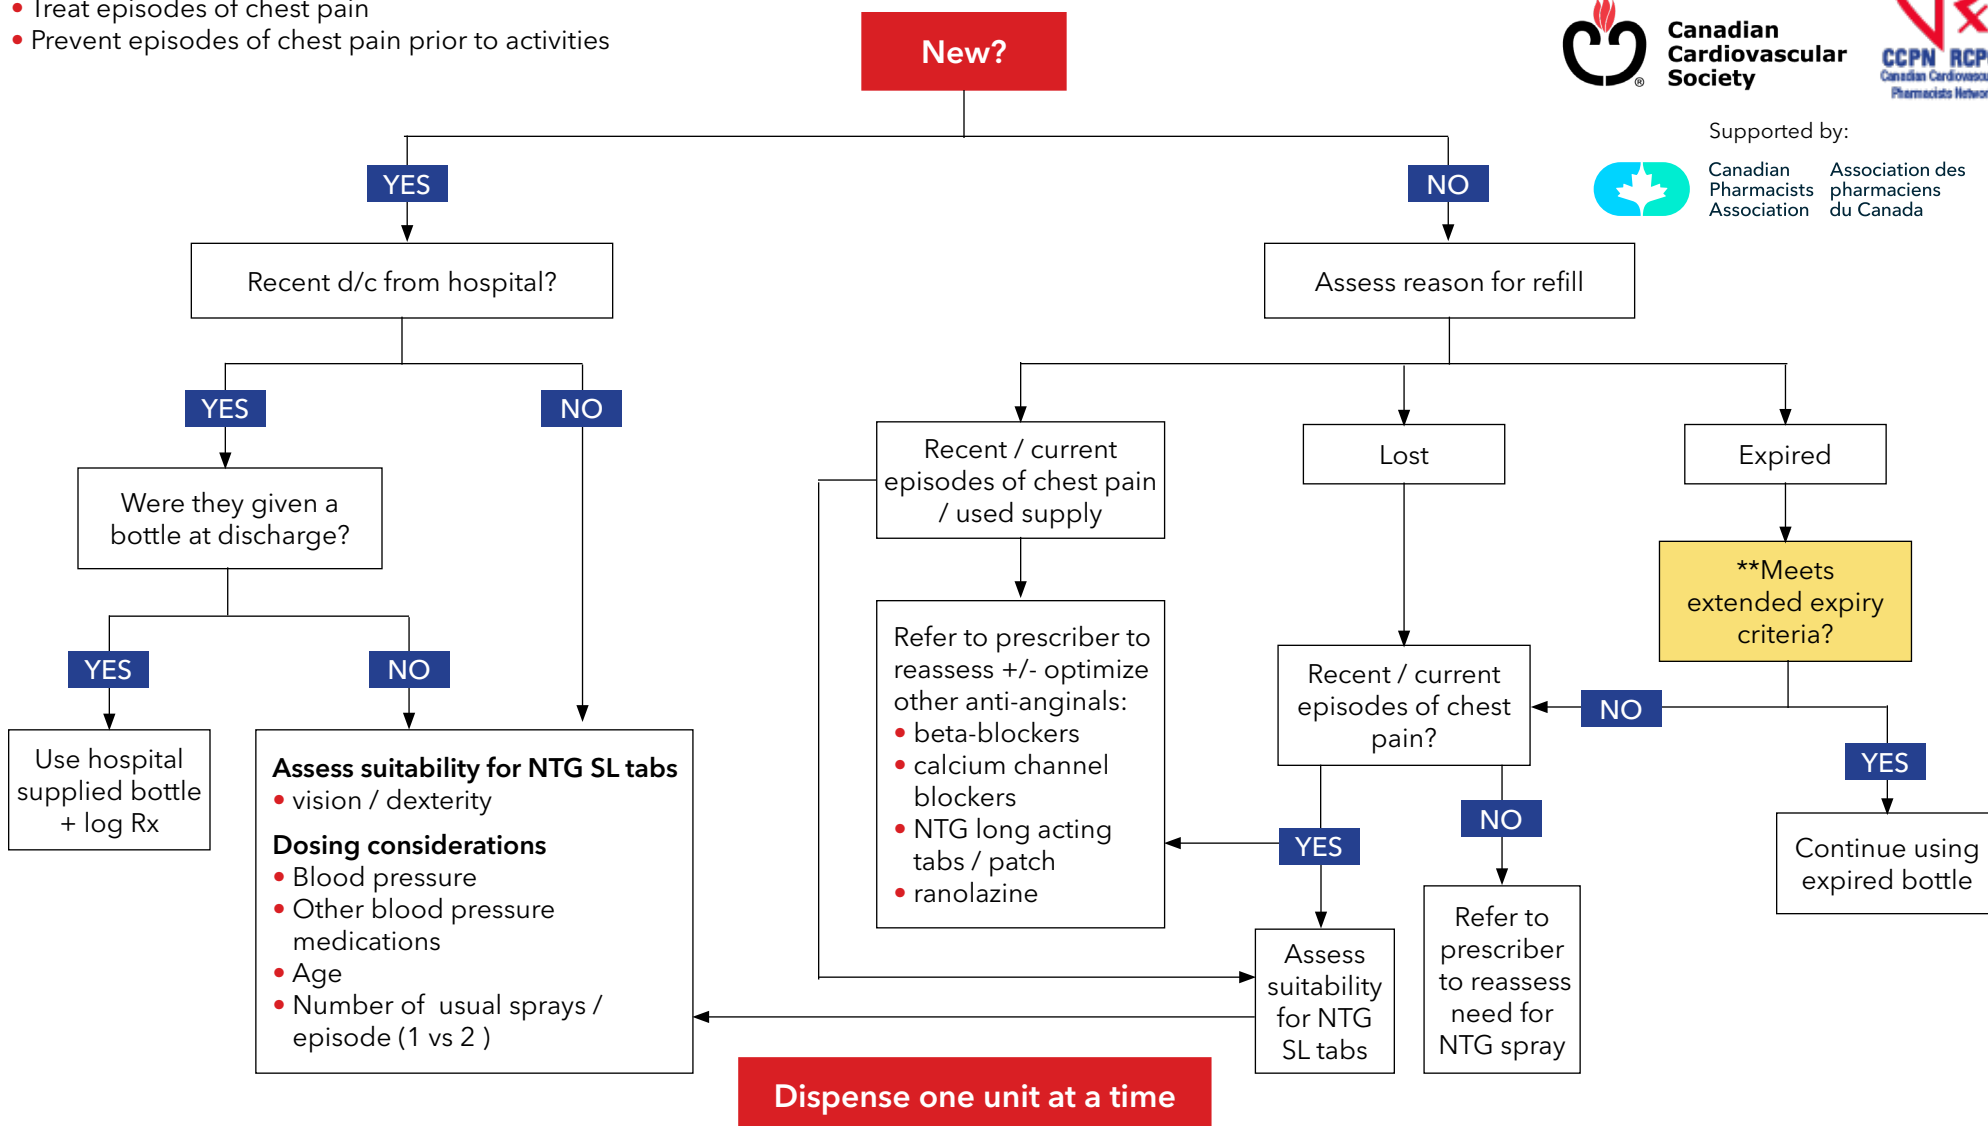 • Treat episodes of chest pain
• Prevent episodes of chest pain prior to activities
New?
Canadian
Cardiovascular
Society
®
CCPN RCP
Canadian
Pharmacists
Supported by:
Canadian
Pharmacists
Association
Association des
pharmaciens
du Canada
YES
NO
Recent d/c from hospital?
Assess reason for refill
YES
NO
Were they given a
bottle at discharge?
Recent / current
episodes of chest pain
/ used supply
Lost
Expired
**Meets
extended expiry
criteria?
YES
NO
Use hospital
supplied bottle
+ log Rx
Assess suitability for NTG SL tabs
• vision / dexterity
Dosing considerations
• Blood pressure
• Other blood pressure
medications
• Age
• Number of usual sprays /
episode (1 vs 2 )
Refer to prescriber to
reassess +/- optimize
other anti-anginals:
• beta-blockers
• calcium channel
blockers
• NTG long acting
tabs / patch
• ranolazine
Recent / current
episodes of chest
pain?
NO
YES
Continue using
expired bottle
YES
NO
Assess
suitability
for NTG
SL tabs
Refer to
prescriber
to reassess
need for
NTG spray
Dispense one unit at a time